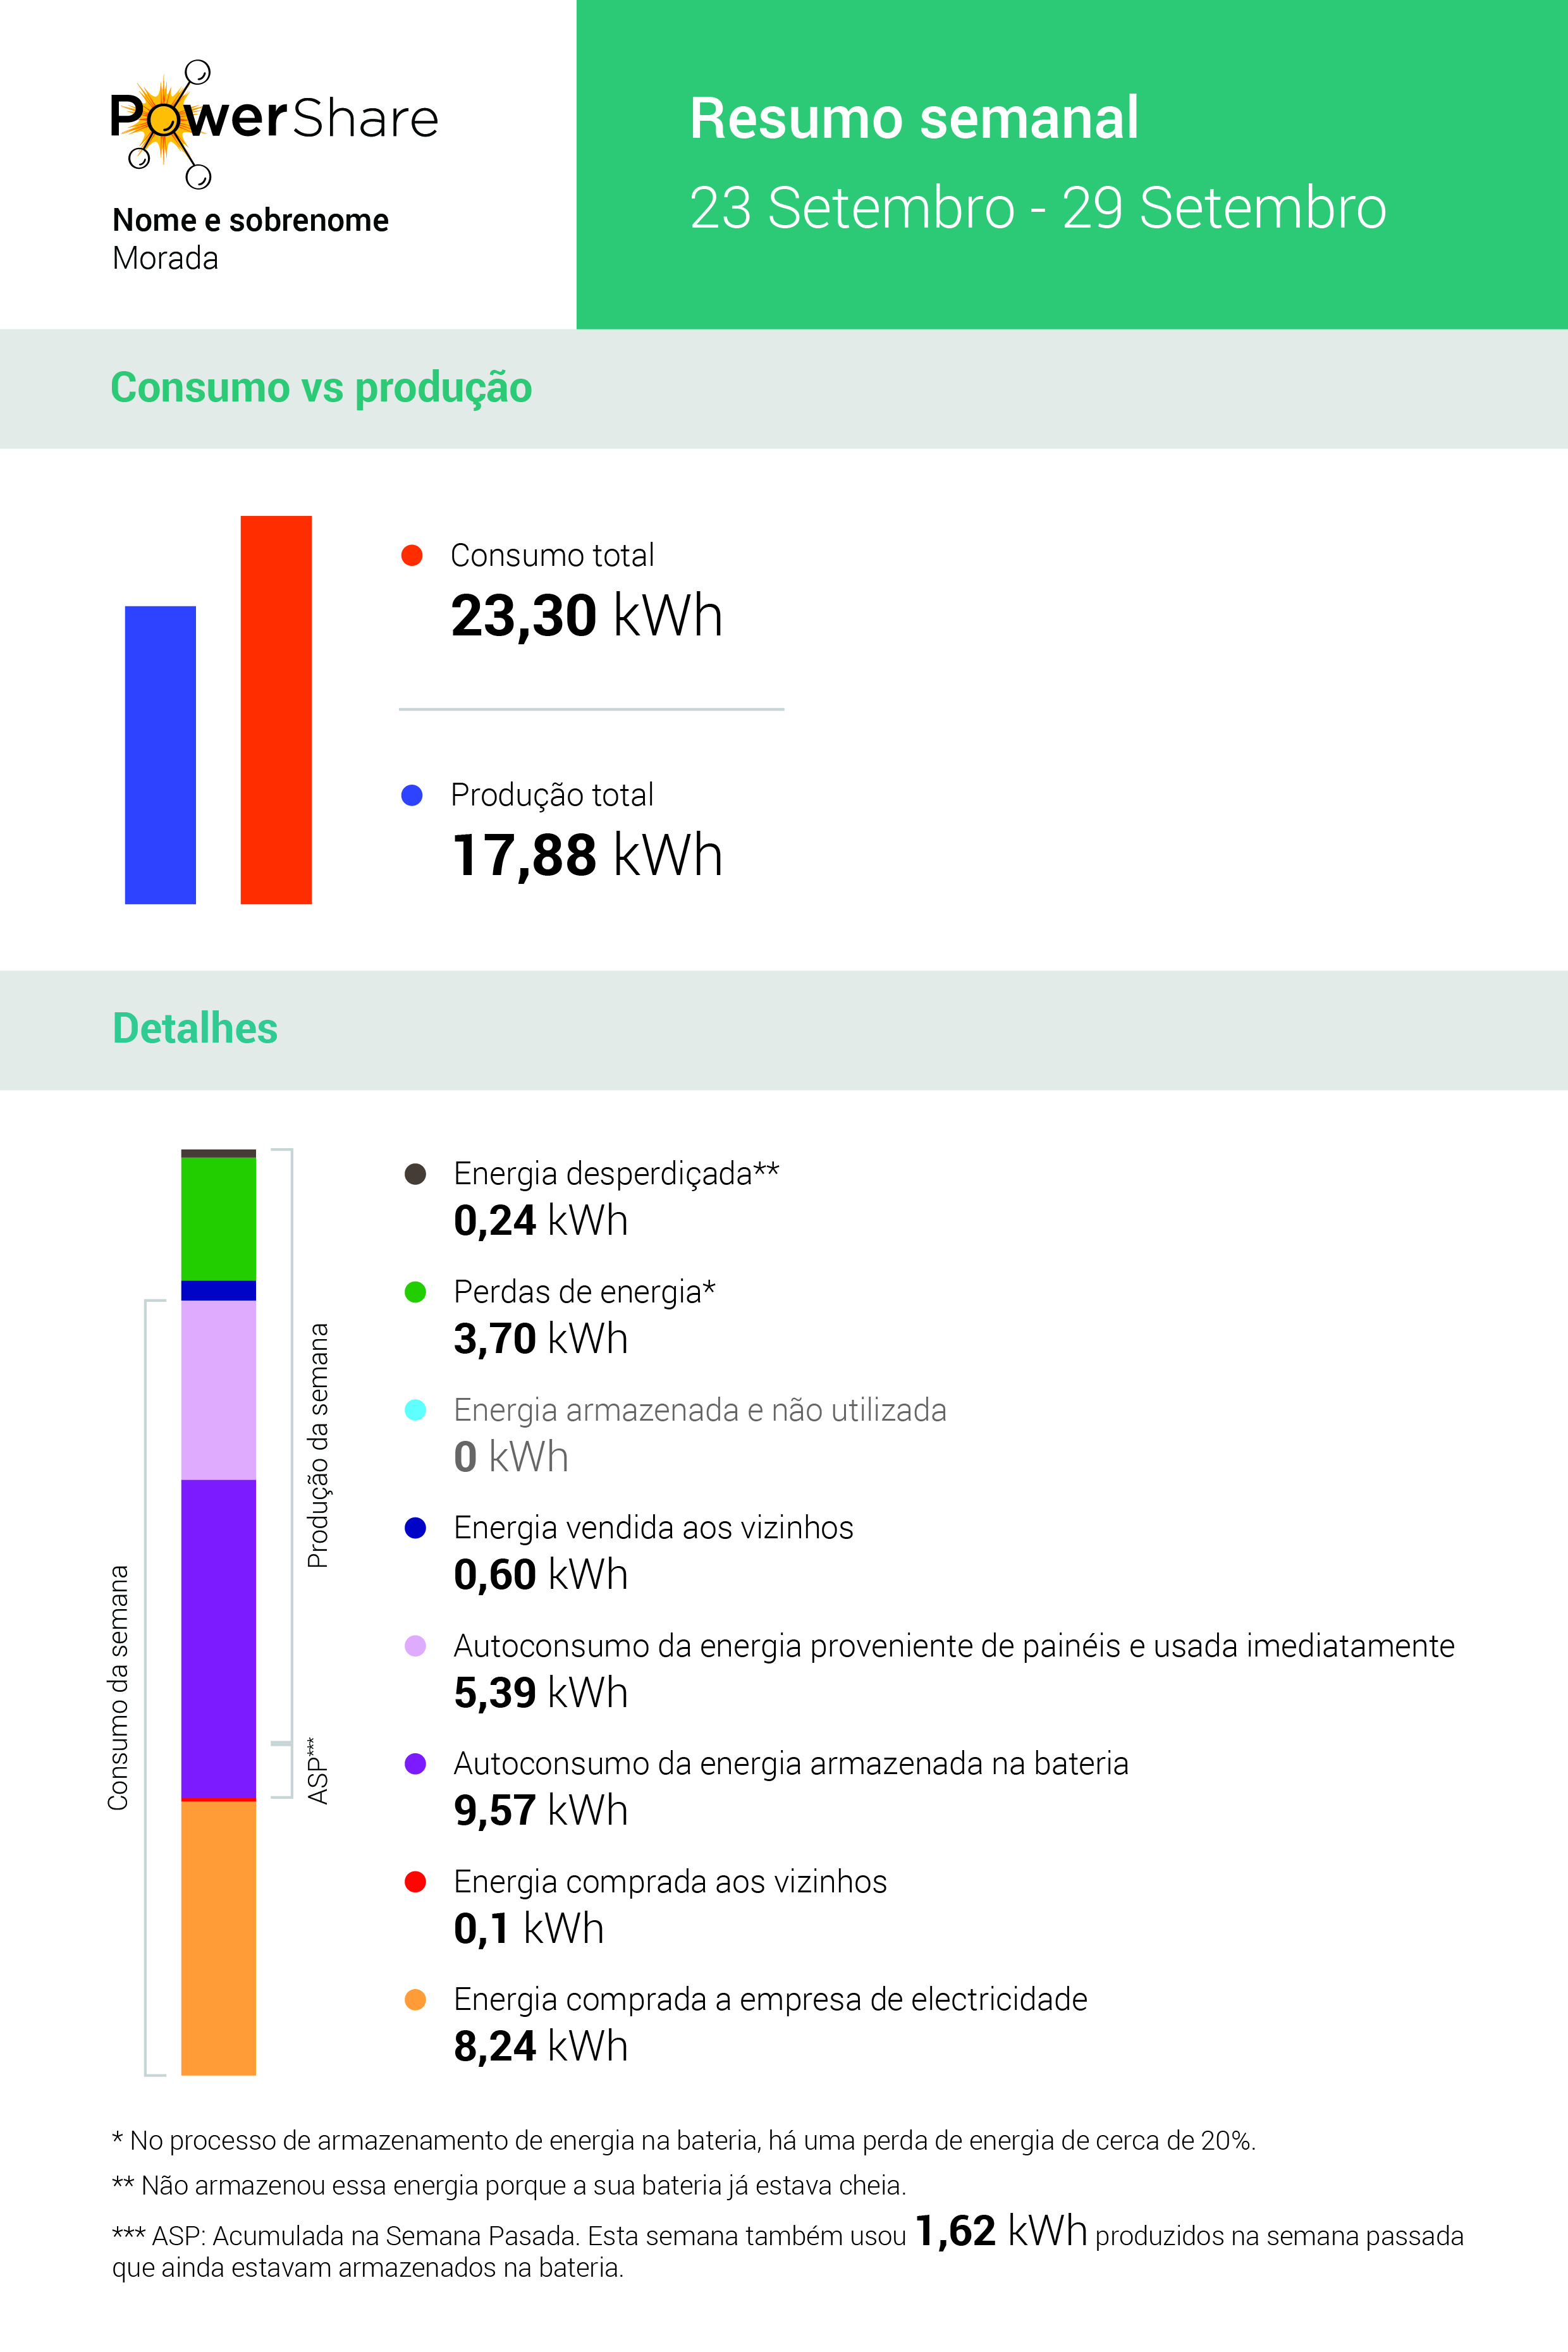 PowerShare
Nome e sobrenome
Morada
Resumo semanal
23 Setembro - 29 Setembro
Consumo vs produção
Consumo total
23,30 kWh
Produção total
17,88 kWh
Detalhes
Consumo da semana
Produção da semana
ASP***
Energia desperdiçada**
0,24 kWh
Perdas de energia*
3,70 kWh
Energia armazenada e não utilizada
0 kWh
Energia vendida aos vizinhos
0,60 kWh
Autoconsumo da energia proveniente de painéis e usada imediatamente
5,39 kWh
Autoconsumo da energia armazenada na bateria
9,57 kWh
Energia comprada aos vizinhos
0,1 kWh
Energia comprada a empresa de electricidade
8,24 kWh
* No processo de armazenamento de energia na bateria, há uma perda de energia de cerca de 20%.
** Não armazenou essa energia porque a sua bateria já estava cheia.
*** ASP: Acumulada na Semana Pasada. Esta semana também usou 1,62 kWh produzidos na semana passada
que ainda estavam armazenados na bateria.